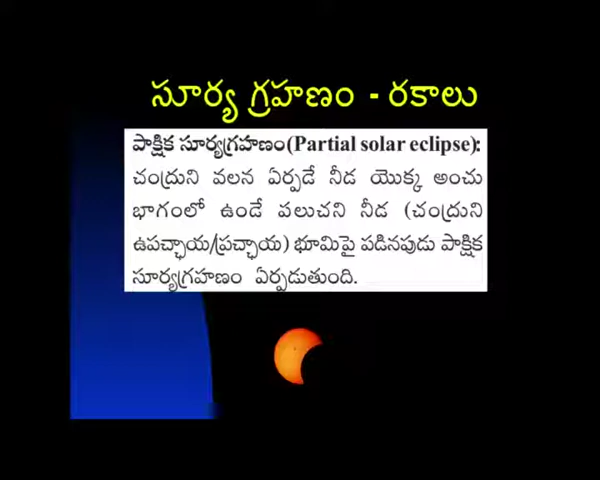 సూర్య గ్రహణం - రకాలు
పాక్షిక సూర్యగ్రహణం(Partial solar eclipse):
చంద్రుని వలన ఏర్పడే నీడ యొక్క అంచు
భాగంలో ఉండే పలుచని నీడ (చంద్రుని
ఉపచ్ఛాయ/ప్రచ్ఛాయ) భూమిపై పడినపుడు పాక్షిక
సూర్యగ్రహణం ఏర్పడుతుంది.